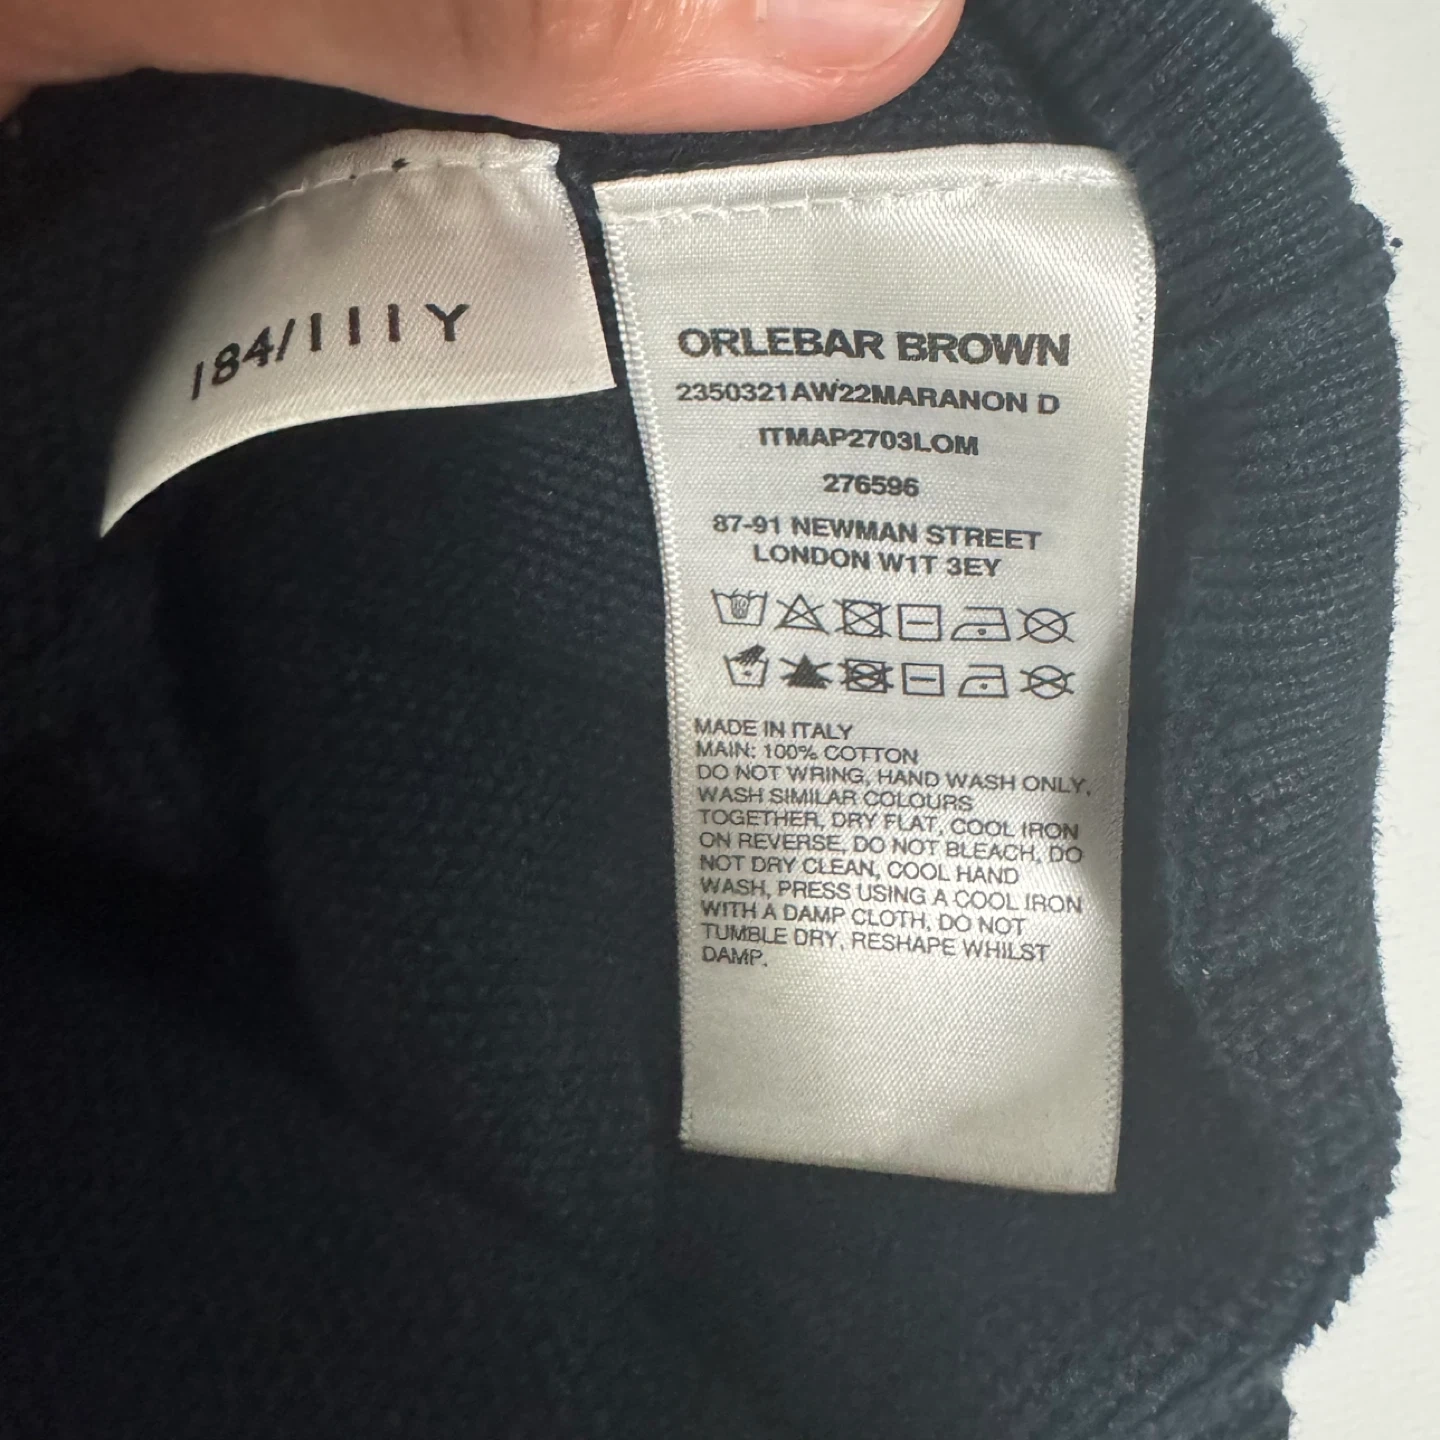 184/IIIIY
ORLEBAR BROWN
2350321AW22MARANON D
ITMAP2703LOM
276596
87-91 NEWMAN STREET
LONDON W1T 3EY
MADE IN ITALY
MAIN: 100% COTTON
DO NOT WRING, HAND WASH ONLY,
WASH SIMILAR COLOURS
TOGETHER, DRY FLAT, COOL IRON
ON REVERSE, DO NOT BLEACH, DO
NOT DRY CLEAN, COOL HAND
WASH, PRESS USING A COOL IRON
WITH A DAMP CLOTH, DO NOT
TUMBLE DRY, RESHAPE WHILST
DAMP.